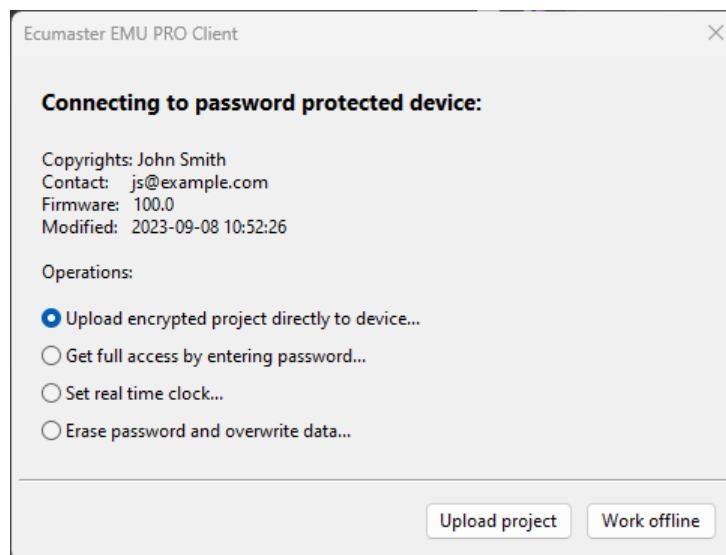 Ecumaster EMU PRO Client
Connecting to password protected device:
Copyrights: John Smith
Contact: js@example.com
Firmware: 100.0
Modified: 2023-09-08 10:52:26
Operations:
Upload encrypted project directly to device...
Get full access by entering password...
Set real time clock...
Erase password and overwrite data...
Upload project Work offline